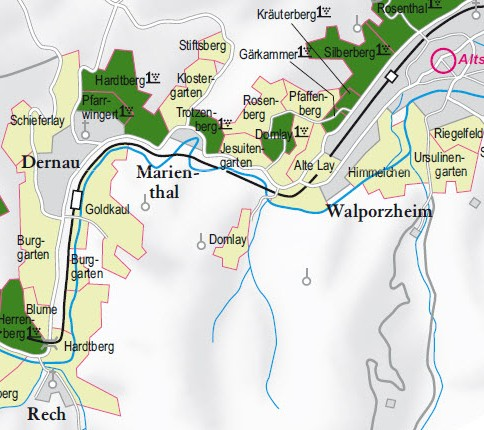 Rosenthal 1
Kräuterberg 1
Stiftsberg
Gärkammer 1
Silberberg 1
Alts
Hardtberg 1
Kloster-
garten
Pfarr-
wingert 1
Rosen-
berg
Pfaffen-
berg
Schieferlay
Trotzen-
berg 1
Domlay 1
Riegelfeld
Jesuiten-
garten
Dernau
Marien-
thal
Alte Lay
Himmelchen
Ursulinen-
garten
Goldkaul
Walporzheim
Burg-
garten
Domlay
Burg-
garten
Blume
Herren-
berg 1
Hardtberg
berg
Rech